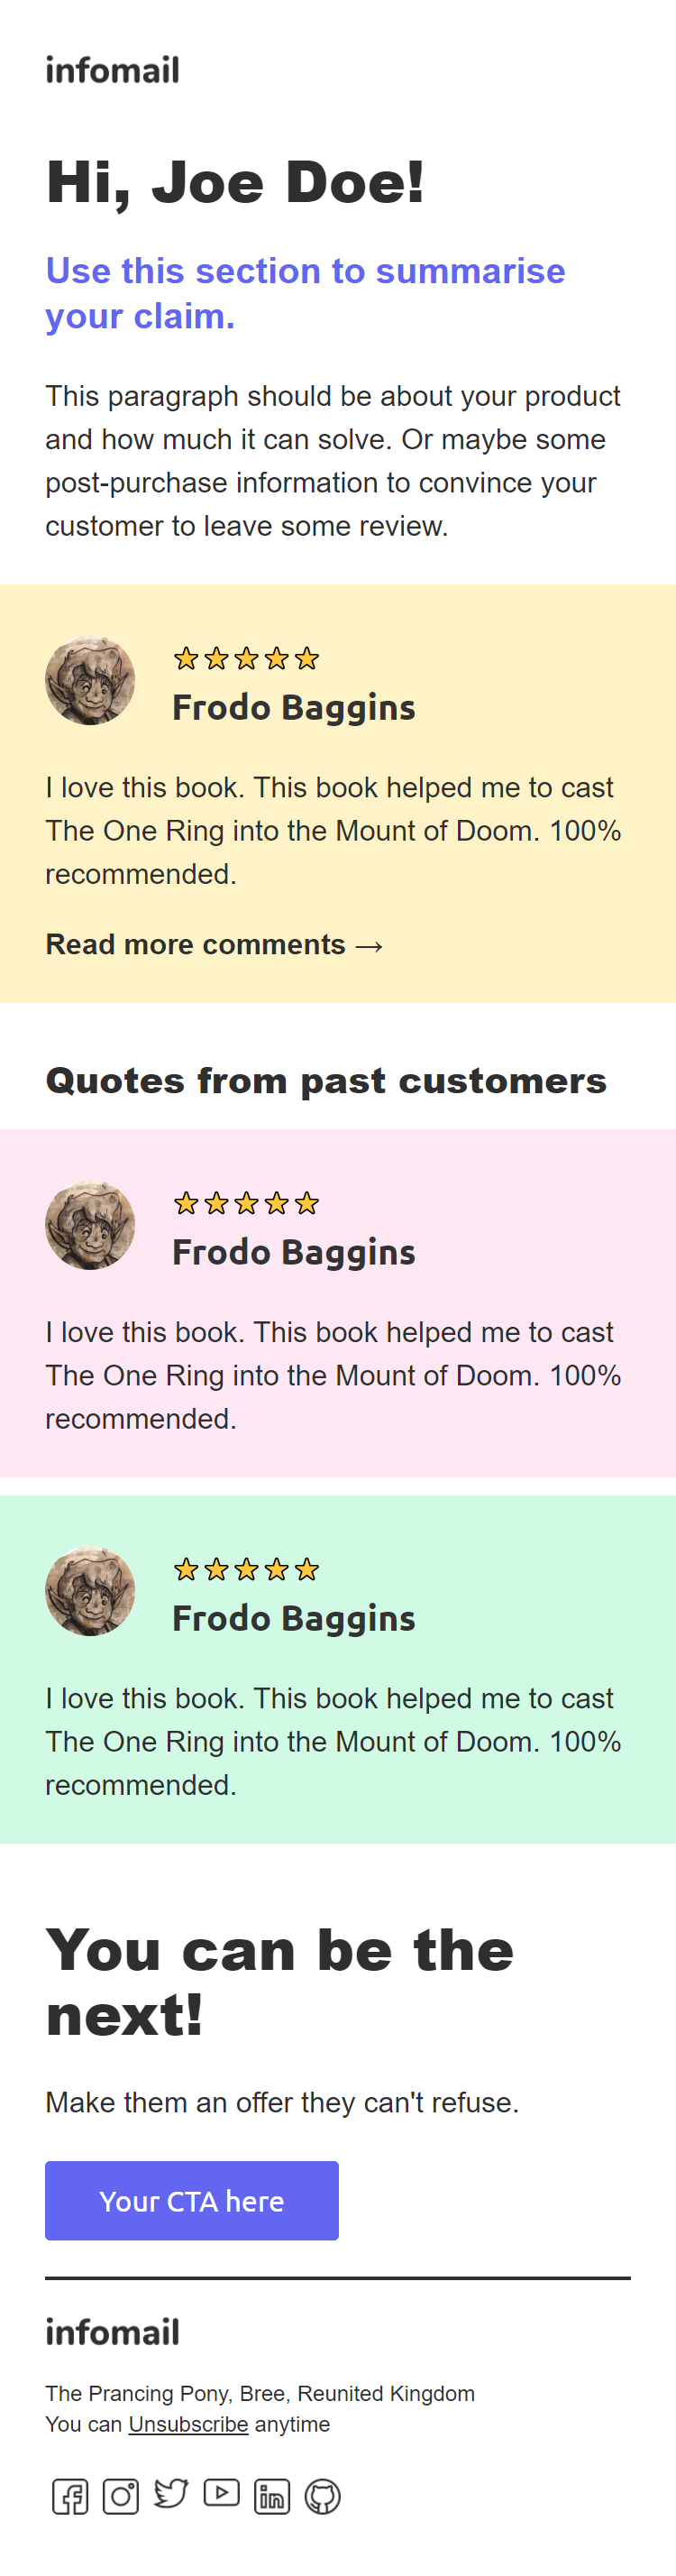 infomail
Hi, Joe Doe!
Use this section to summarise
your claim.
This paragraph should be about your product
and how much it can solve. Or maybe some
post-purchase information to convince your
customer to leave some review.
Frodo Baggins
I love this book. This book helped me to cast
The One Ring into the Mount of Doom. 100%
recommended.
Read more comments →
Quotes from past customers
Frodo Baggins
I love this book. This book helped me to cast
The One Ring into the Mount of Doom. 100%
recommended.
Frodo Baggins
I love this book. This book helped me to cast
The One Ring into the Mount of Doom. 100%
recommended.
You can be the
next!
Make them an offer they can't refuse.
Your CTA here
infomail
The Prancing Pony, Bree, Reunited Kingdom
You can Unsubscribe anytime